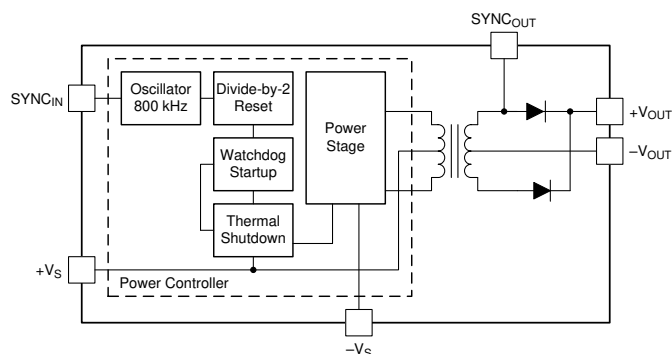 SYNCOUT
SYNCIN
Oscillator
800 kHz
Divide-by-2
Reset
Watchdog
Startup
Thermal
Shutdown
Power
Stage
+VOUT
−VOUT
+VS
Power Controller
−VS